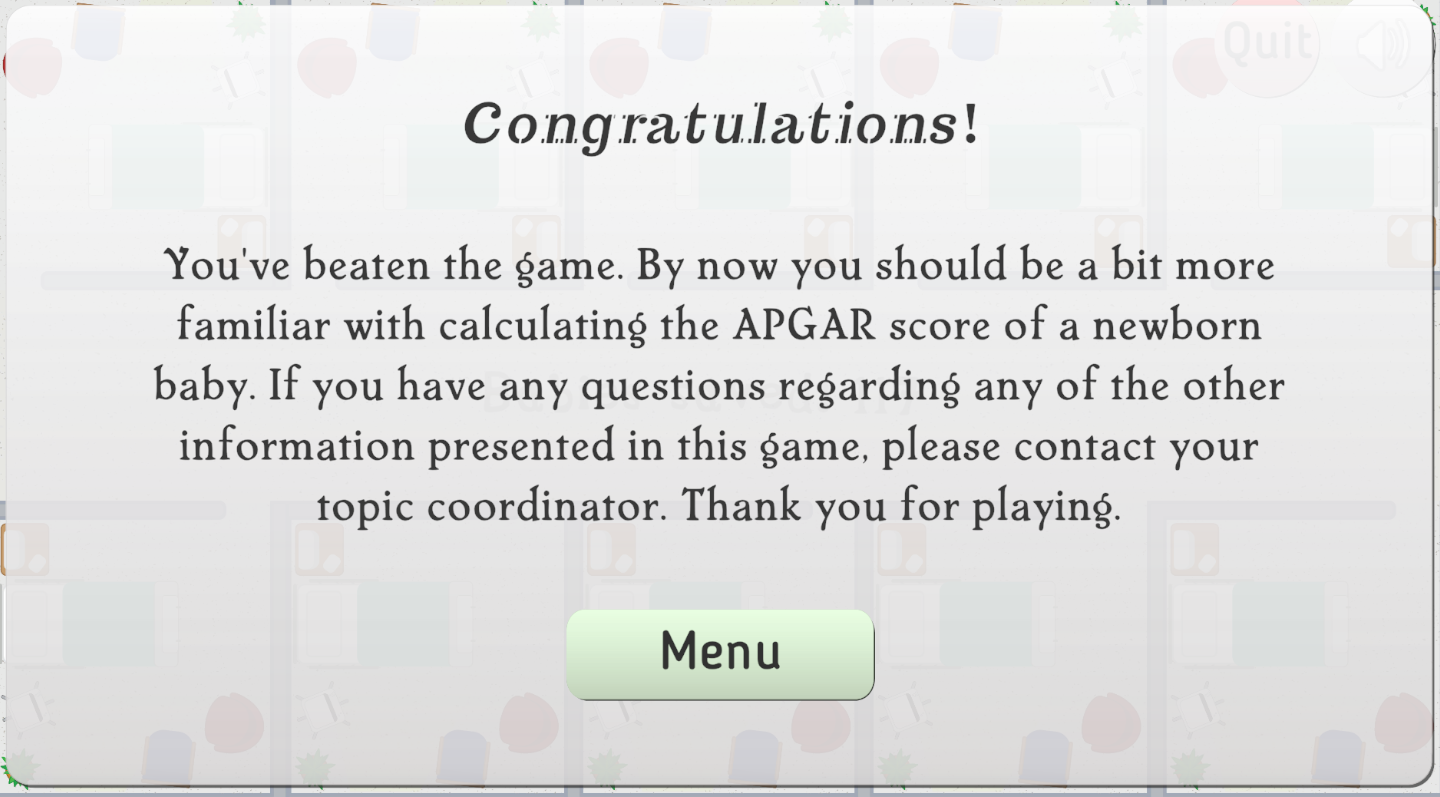 Quit
Congratulations!
You've beaten the game. By now you should be a bit more
familiar with calculating the APGAR score of a newborn
baby. If you have any questions regarding any of the other
information presented in this game, please contact your
topic coordinator. Thank you for playing.
Menu